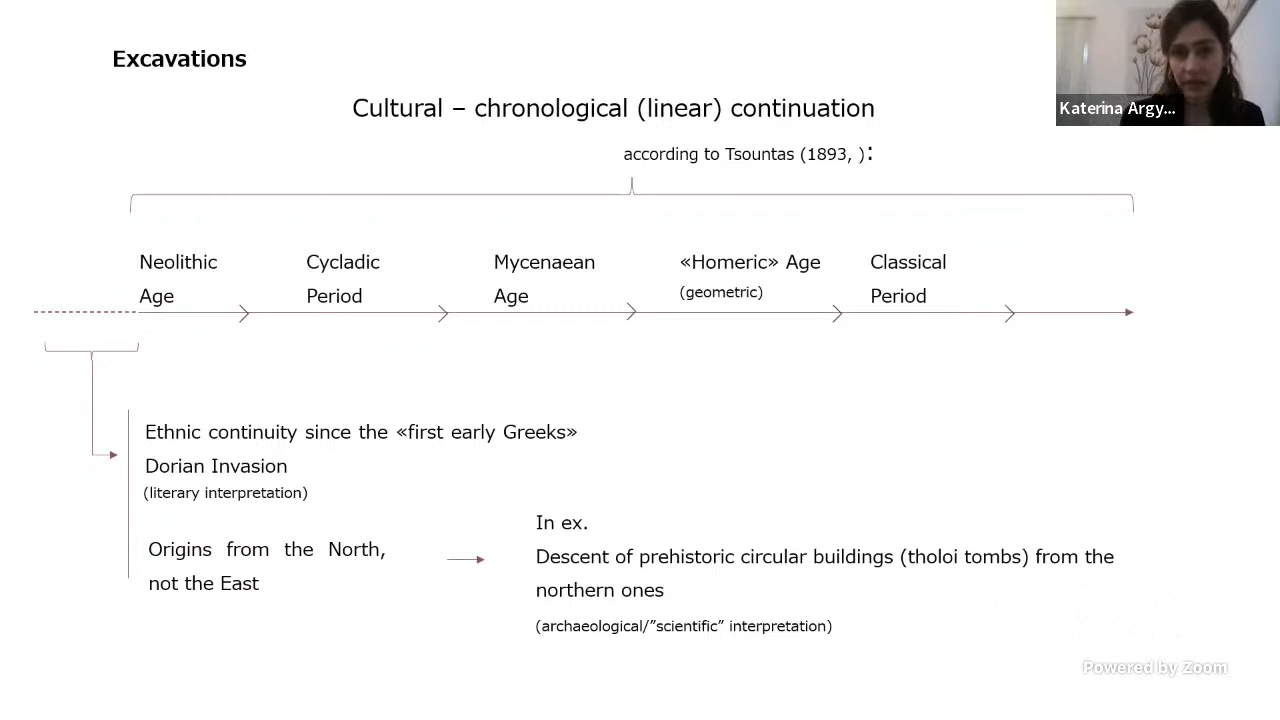 Excavations
Cultural – chronological (linear) continuation
according to Tsountas (1893, ):
Neolithic
Age
Cycladic
Period
Mycenaean
Age
«Homeric» Age
(geometric)
Classical
Period
Ethnic continuity since the «first early Greeks»
Dorian Invasion
(literary interpretation)
Origins from the North,
not the East
In ex.
Descent of prehistoric circular buildings (tholoi tombs) from the
northern ones
(archaeological/”scientific” interpretation)
Katerina Argy...
Powered by Zoom